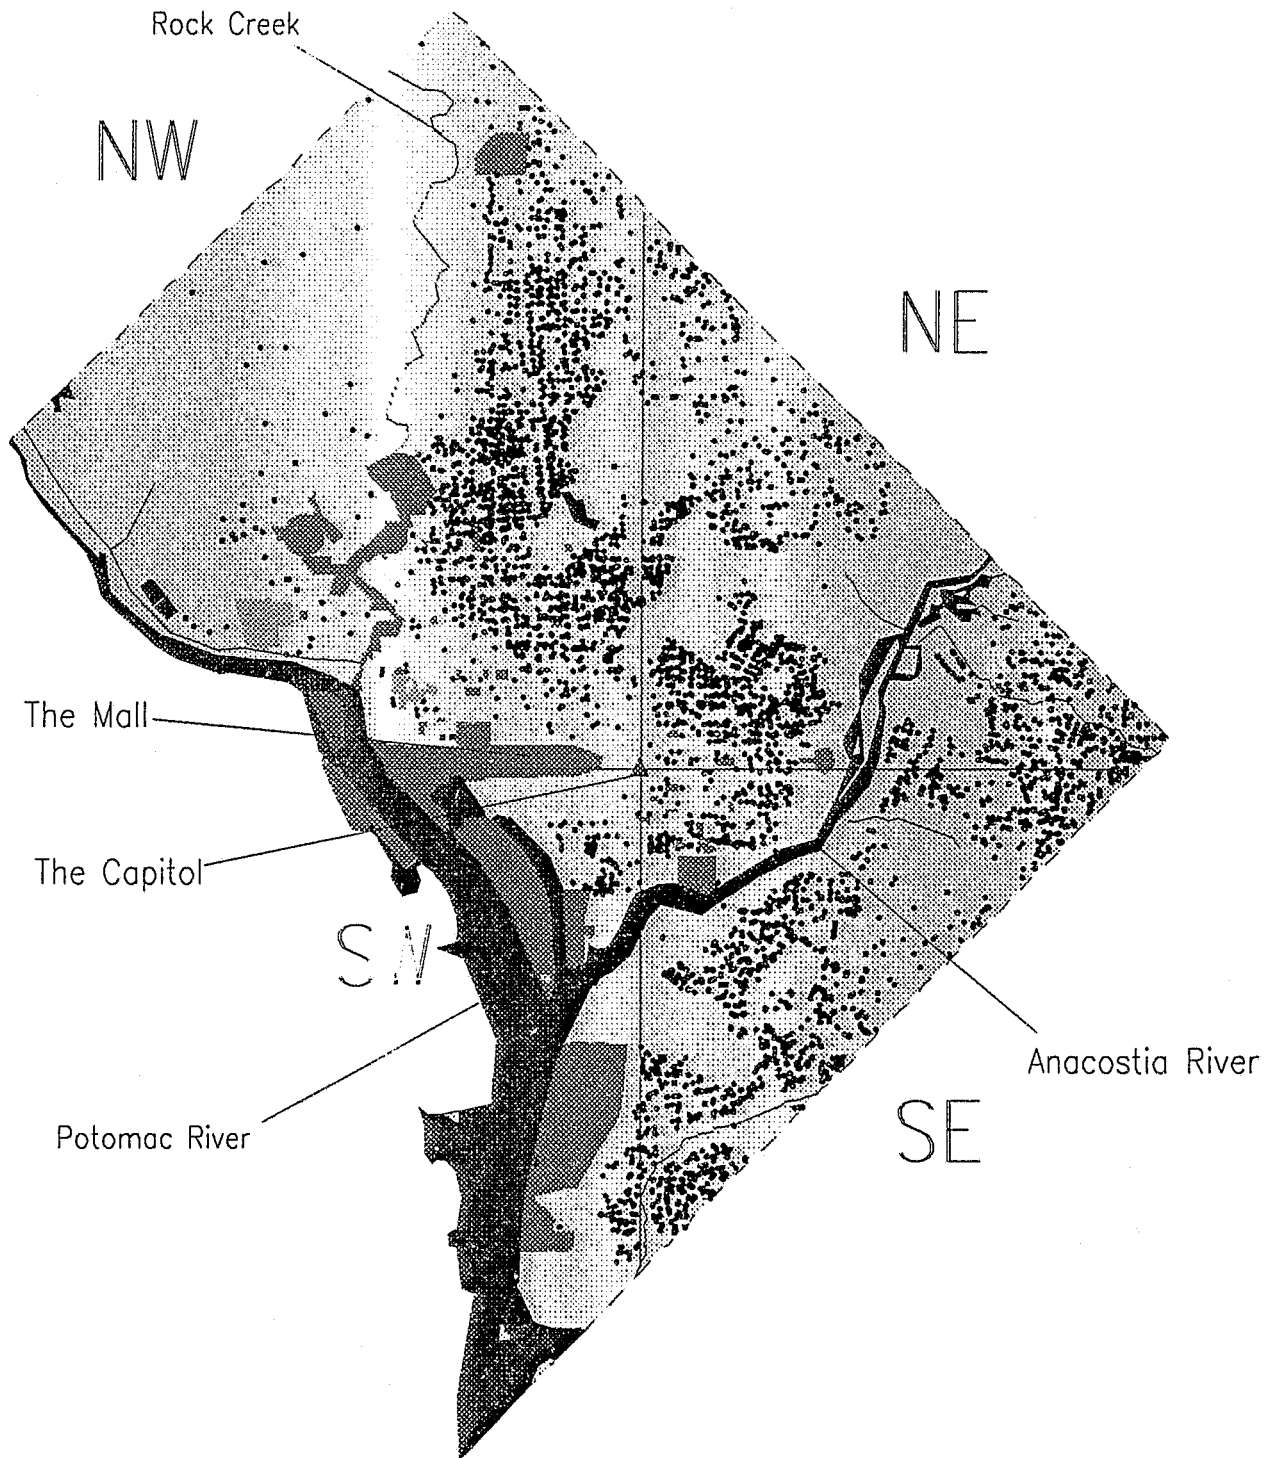 Rock Creek
NW
NE
The Mall
The Capitol
SW
Anacostia River
SE
Potomac River